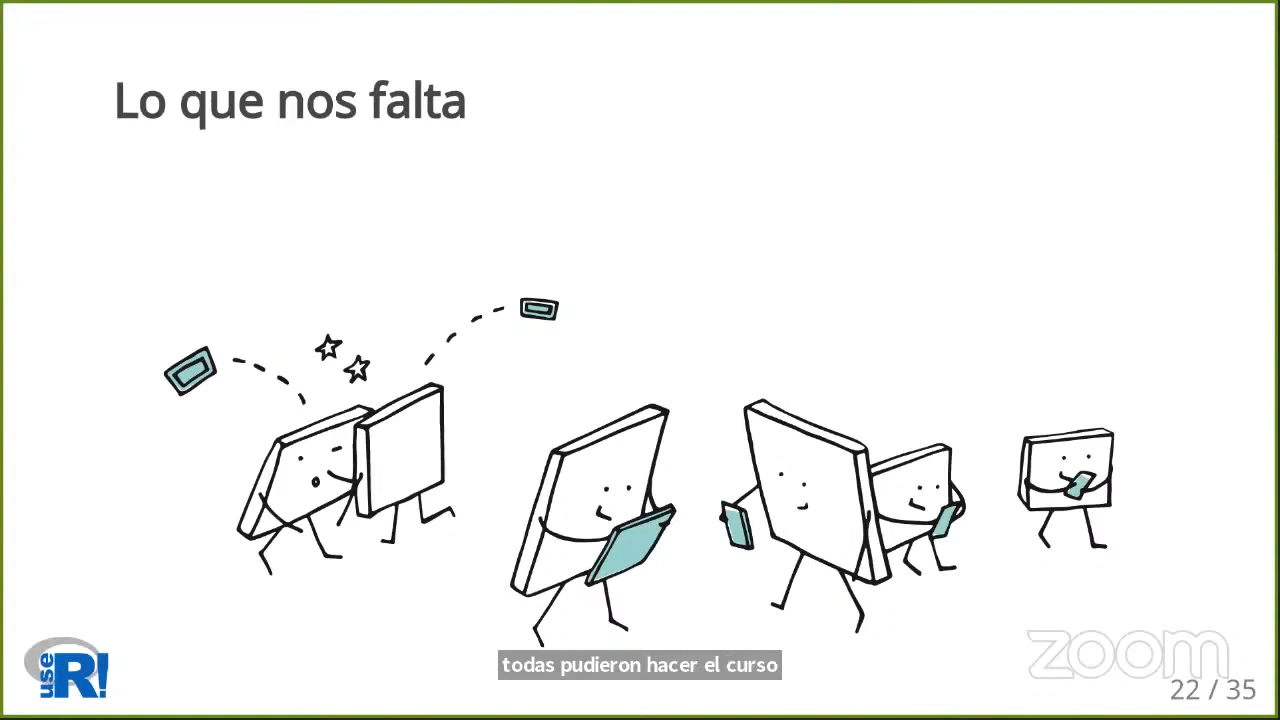 Lo que nos falta
todas pudieron hacer el curso
useR!
zoom
22 / 35